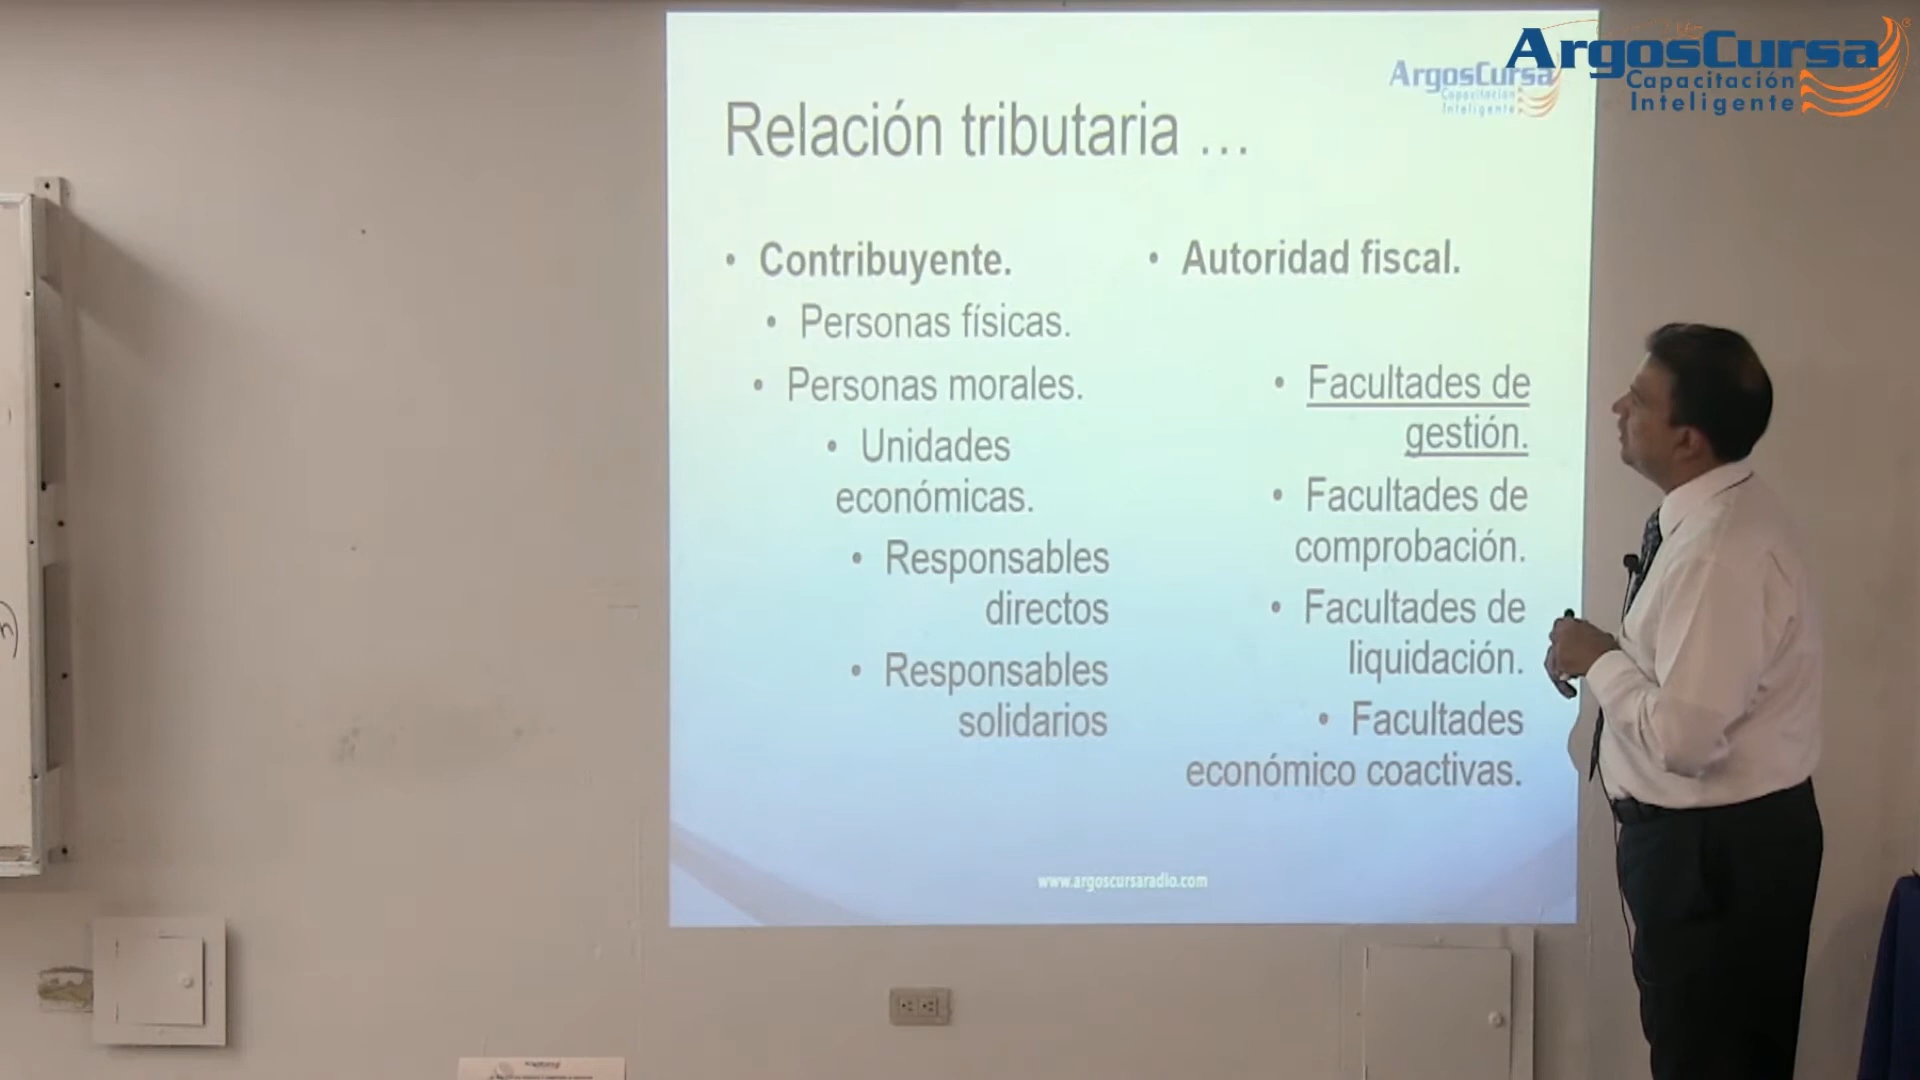 ArgosCursa
Capacitación
Inteligente
ArgosCursa
Capacitación
Inteligente
Relación tributaria ...
• Contribuyente.
• Personas físicas.
• Personas morales.
• Unidades
económicas.
• Responsables
directos
• Responsables
solidarios
• Autoridad fiscal.
• Facultades de
gestión.
• Facultades de
comprobación.
• Facultades de
liquidación.
• Facultades
económico coactivas.
www.argoscursaradio.com